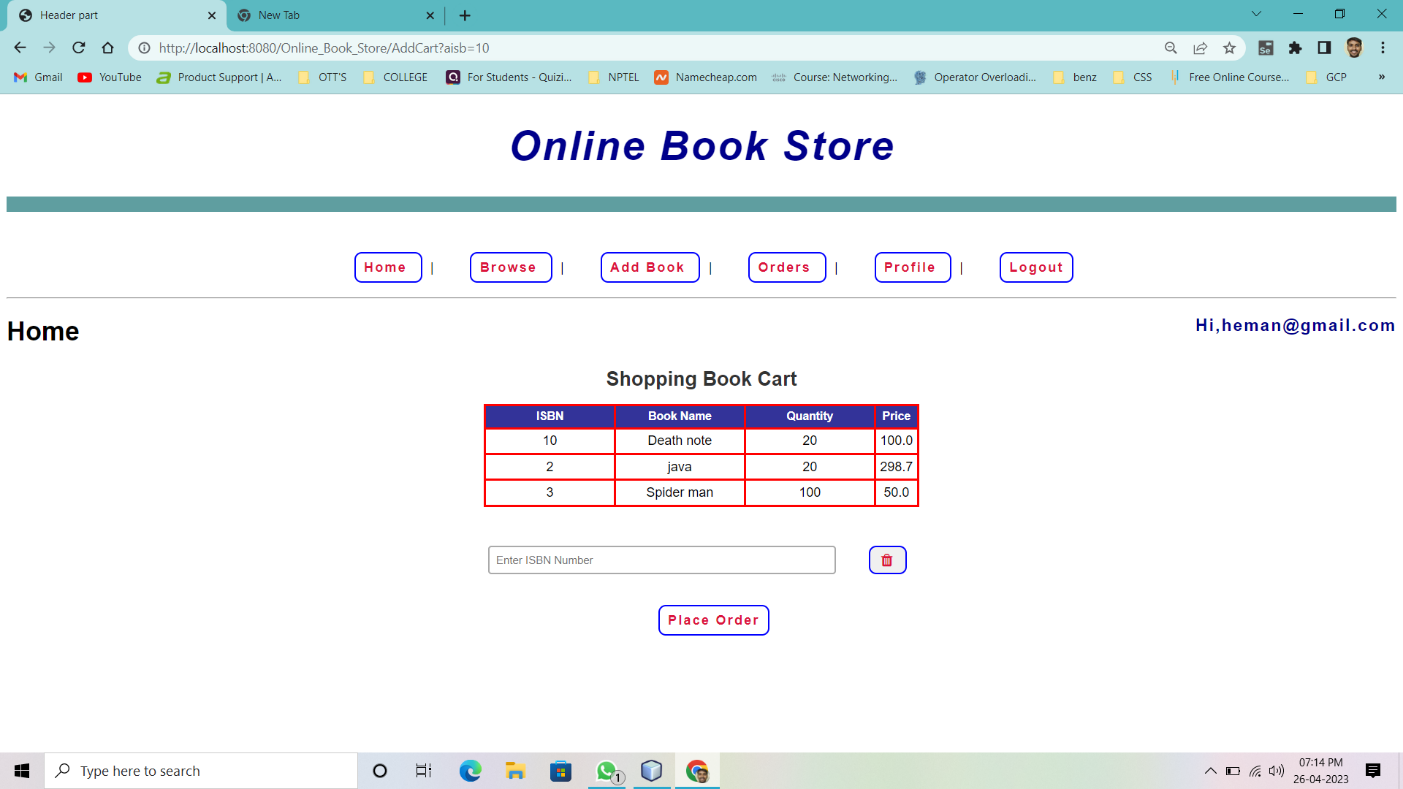 Header part
New Tab
http://localhost:8080/Online_Book_Store/AddCart?aisb=10
Se
Gmail YouTube Product Support | A... OTT'S COLLEGE For Students - Quizi... NPTEL Namecheap.com Course: Networking... Operator Overloadi... benz CSS Free Online Course... GCP »
Online Book Store
Home | Browse | Add Book | Orders | Profile | Logout
Home
Hi,heman@gmail.com
Shopping Book Cart
ISBN Book Name Quantity Price
10 Death note 20 100.0
2 java 20 298.7
3 Spider man 100 50.0
Enter ISBN Number
Place Order
Type here to search
1
07:14 PM
26-04-2023